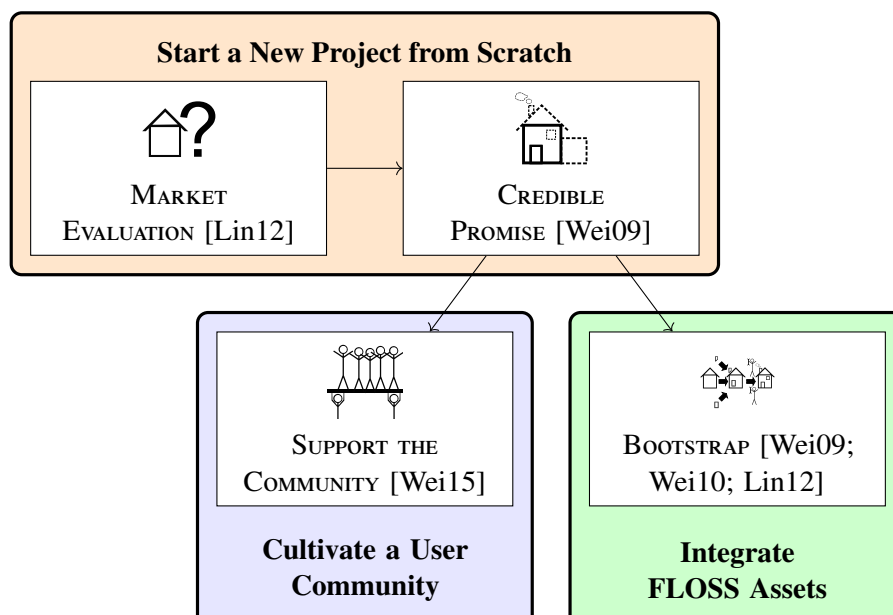 Start a New Project from Scratch
?
MARKET
EVALUATION [Lin12]
CREDIBLE
PROMISE [Wei09]
SUPPORT THE
COMMUNITY [Wei15]
Cultivate a User
Community
BOOTSTRAP [Wei09;
Wei10; Lin12]
Integrate
FLOSS Assets